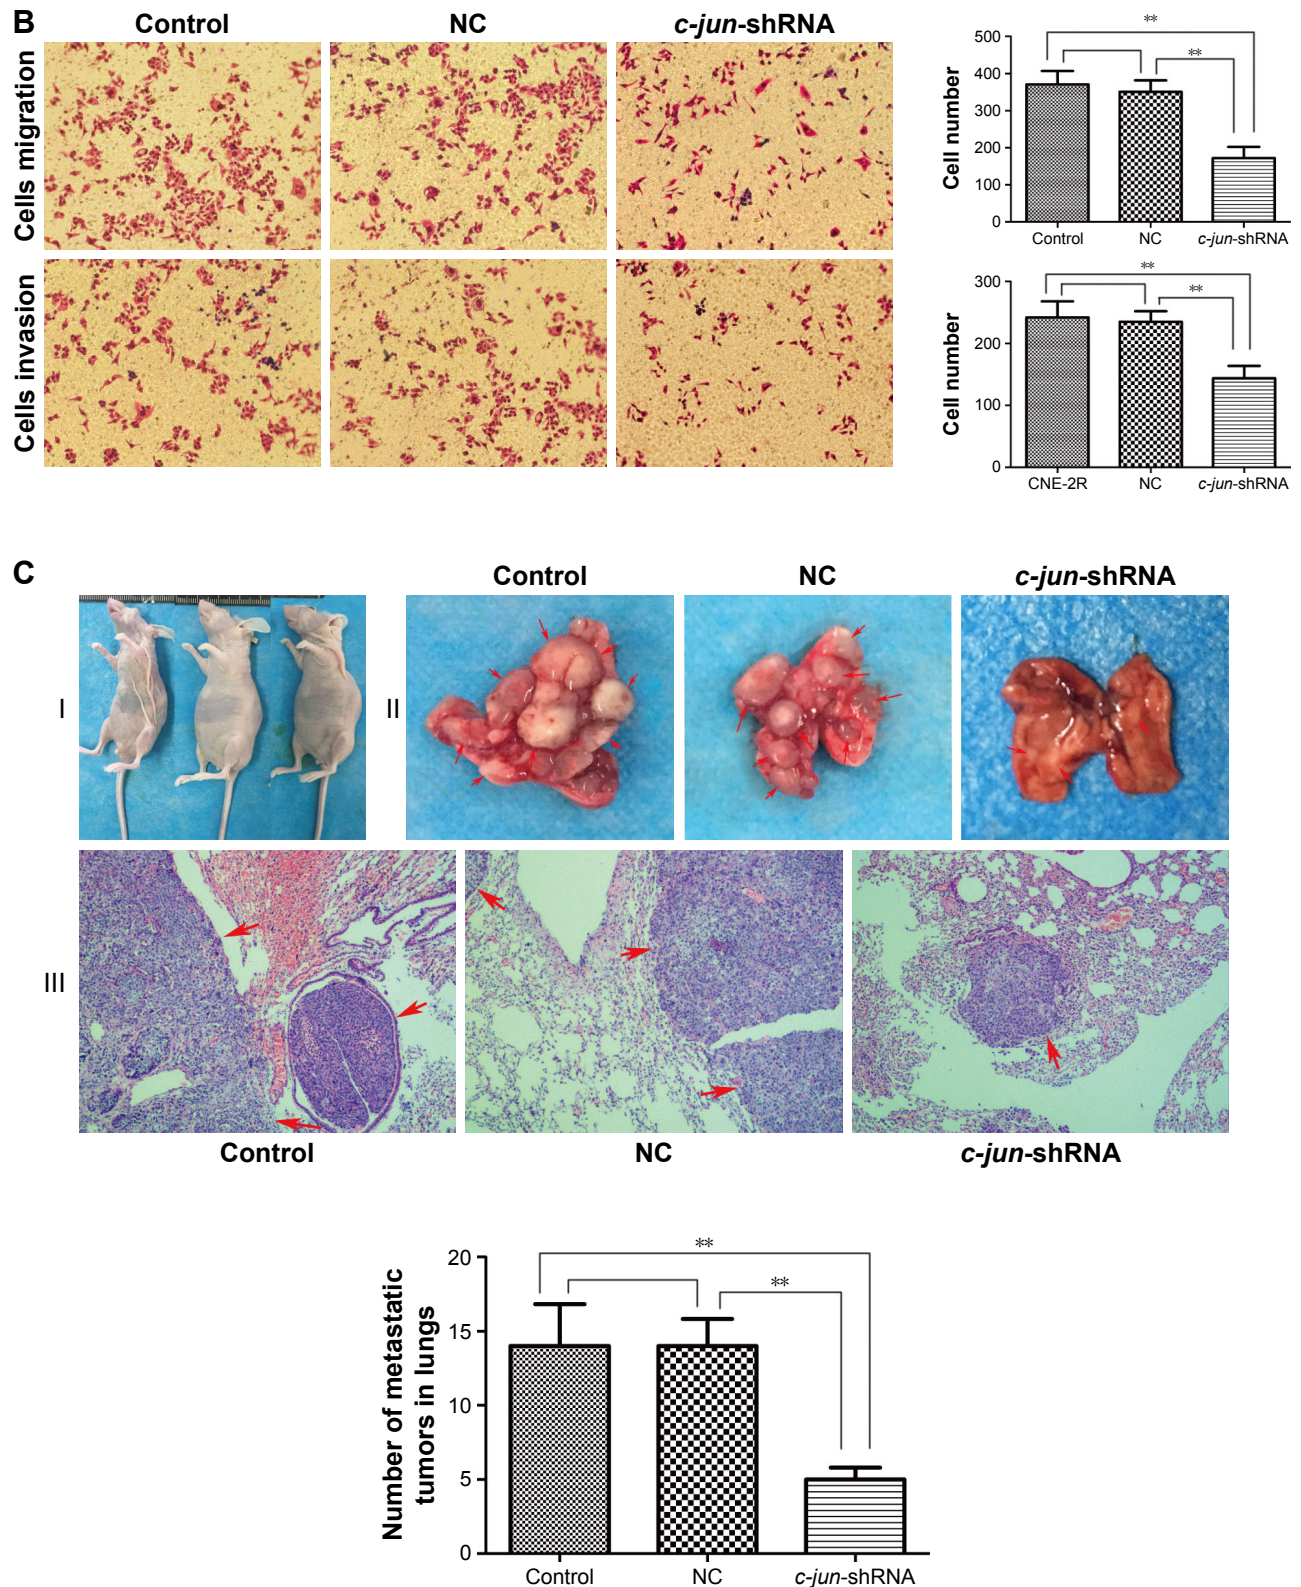 B
Control
NC
c-jun-shRNA
Cells migration
Cells invasion
**
**
500
400
300
200
100
0
Cell number
Control
NC
c-jun-shRNA
**
**
300
200
100
0
Cell number
CNE-2R
NC
c-jun-shRNA
C
Control
NC
c-jun-shRNA
I
II
III
Control
NC
c-jun-shRNA
**
**
20
15
10
5
0
Number of metastatic
tumors in lungs
Control
NC
c-jun-shRNA